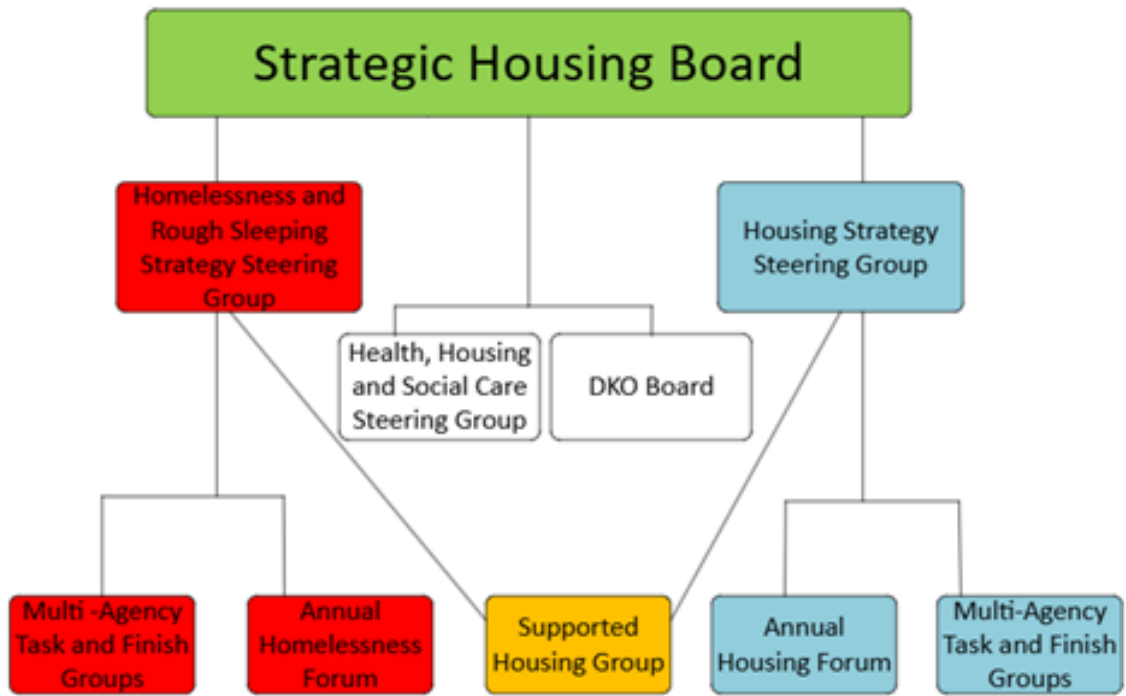 Strategic Housing Board
Homelessness and
Rough Sleeping
Strategy Steering
Group
Housing Strategy
Steering Group
Health, Housing
and Social Care
Steering Group
DKO Board
Multi -Agency
Task and Finish
Groups
Annual
Homelessness
Forum
Supported
Housing Group
Annual
Housing Forum
Multi-Agency
Task and Finish
Groups